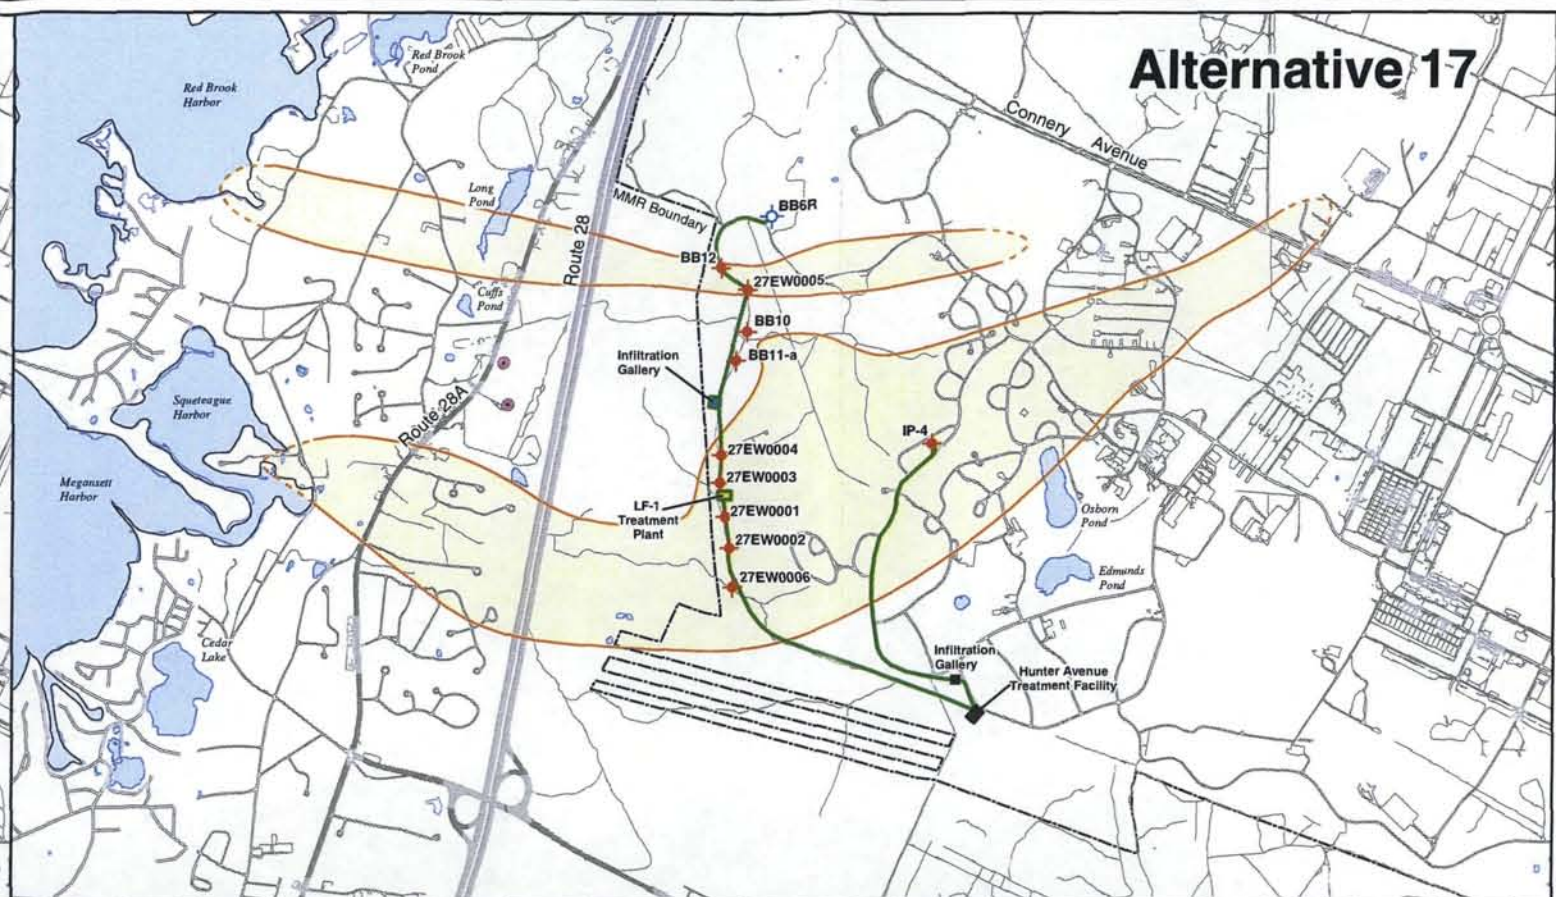 Alternative 17
Red Brook
Pond
Red Brook
Harbor
Connery Avenue
Long
Pond
MMR Boundary
BB6R
Route 28
BB12
27EW0005
Cuffs
Pond
BB10
Infiltration
Gallery
BB11-a
Squeteague
Harbor
Route 28A
IP-4
27EW0004
Megansett
Harbor
27EW0003
LF-1
Treatment
Plant
27EW0001
Osborn
Pond
27EW0002
27EW0006
Edmunds
Pond
Cedar
Lake
Infiltration
Gallery
Hunter Avenue
Treatment Facility